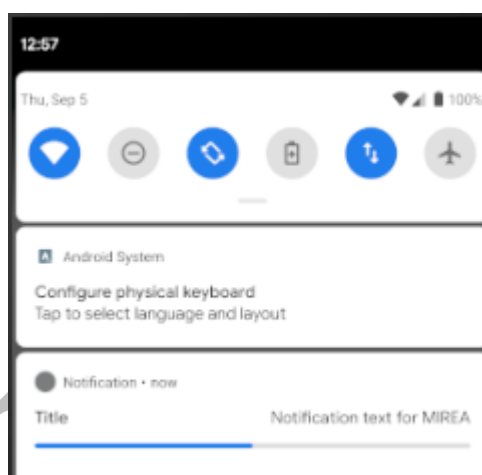 12:57
Thu, Sep 5 100%
Android System
Configure physical keyboard
Tap to select language and layout
Notification • now
Title Notification text for MIREA